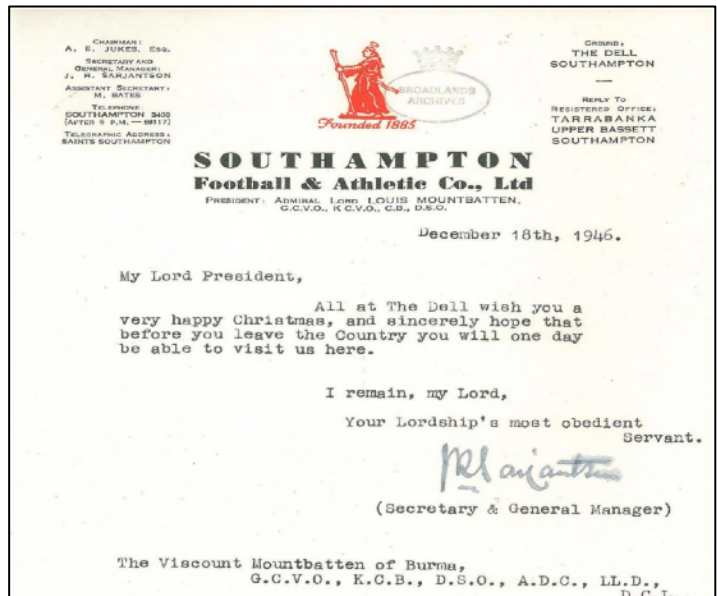 CHAIRMAN:
A. E. JUKES, ESQ.
SECRETARY AND
GENERAL MANAGER:
J. R. SARJANTSON
ASSISTANT SECRETARY:
M. BATES
TELEPHONE:
SOUTHAMPTON 3408
(AFTER 9 P.M. — 68117)
TELEGRAPHIC ADDRESS:
SAINTS SOUTHAMPTON
BROADLANDS
ARCHIVES
Founded 1885
GROUND:
THE DELL
SOUTHAMPTON
REPLY TO
REGISTERED OFFICE:
TARRABANKA
UPPER BASSETT
SOUTHAMPTON
SOUTHAMPTON
Football & Athletic Co., Ltd
PRESIDENT: ADMIRAL LORD LOUIS MOUNTBATTEN,
G.C.V.O., K C.V.O., C.B., D.S.O.
December 18th, 1946.
My Lord President,
All at The Dell wish you a
very happy Christmas, and sincerely hope that
before you leave the Country you will one day
be able to visit us here.
I remain, my Lord,
Your Lordship's most obedient
Servant.
JRSarjantson
(Secretary & General Manager)
The Viscount Mountbatten of Burma,
G.C.V.O., K.C.B., D.S.O., A.D.C., LL.D.,